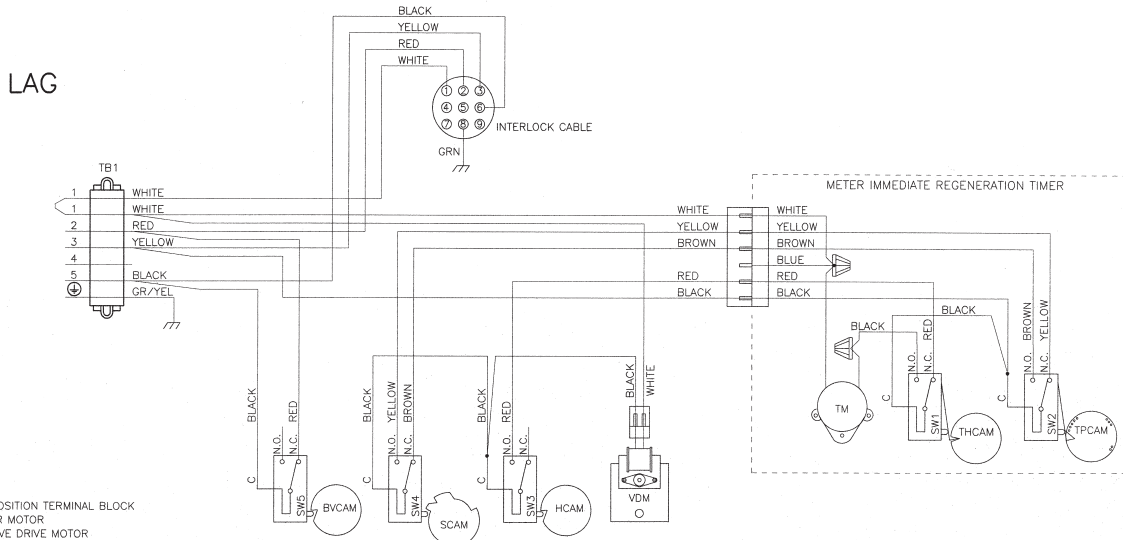 BLACK
YELLOW
RED
WHITE
LAG
1 2 3
4 5 6
7 8 9
INTERLOCK CABLE
GRN
TB1
METER IMMEDIATE REGENERATION TIMER
1 WHITE
1 WHITE
2 RED
3 YELLOW
4
5 BLACK
GR/YEL
WHITE WHITE
YELLOW YELLOW
BROWN BROWN
BLUE
RED RED
BLACK BLACK
BLACK
BLACK
RED
BROWN
YELLOW
N.O.
N.C.
C
SW1
THCAM
N.O.
N.C.
C
SW2
TPCAM
TM
BLACK
RED
N.O.
N.C.
C
SW5
BVCAM
BLACK
YELLOW
BROWN
N.O.
N.C.
C
SW4
SCAM
BLACK
RED
N.O.
N.C.
C
SW3
HCAM
BLACK
WHITE
VDM
OSITION TERMINAL BLOCK
R MOTOR
VE DRIVE MOTOR